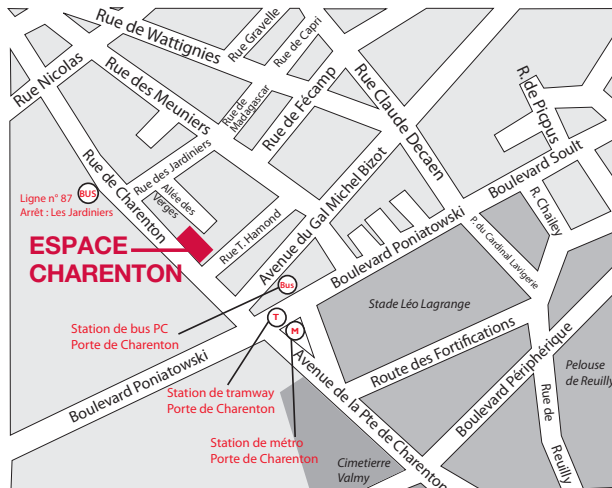 Rue de Wattignies
Rue Gravelle
Rue de Capri
Rue Nicolas
Rue des Meuniers
Rue de
Madagascar
Rue de Fécamp
Rue Claude Decaen
R. de Picpus
Boulevard Soult
Rue de Charenton
Rue des Jardiniers
Allée des
Verges
BUS
Ligne n° 87
Arrêt : Les Jardiniers
ESPACE
CHARENTON
Rue T. Hamond
Avenue du Gal Michel Bizot
Boulevard Poniatowski
P. du Cardinal Lavigerie
R. Chailey
Bus
Station de bus PC
Porte de Charenton
Stade Léo Lagrange
T
M
Boulevard Poniatowski
Station de tramway
Porte de Charenton
Avenue de la Pte de Charenton
Route des Fortifications
Boulevard Périphérique
Pelouse
de Reuilly
Rue de
Reuilly
Station de métro
Porte de Charenton
Cimetierre
Valmy